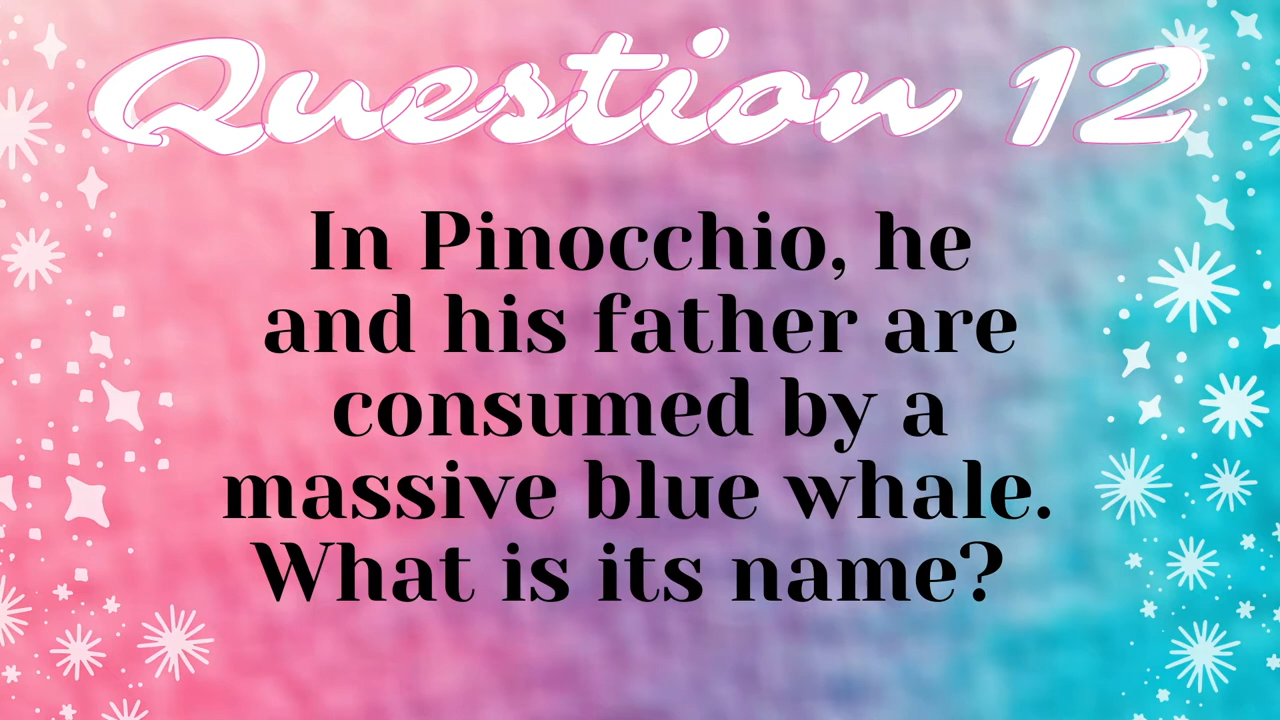 Question 12
In Pinocchio, he
and his father are
consumed by a
massive blue whale.
What is its name?